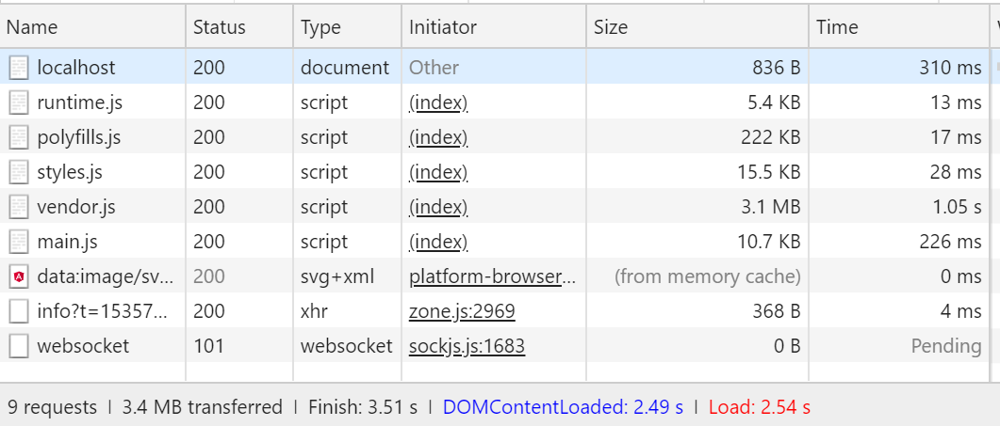 Name Status Type Initiator Size Time
localhost 200 document Other 836 B 310 ms
runtime.js 200 script (index) 5.4 KB 13 ms
polyfills.js 200 script (index) 222 KB 17 ms
styles.js 200 script (index) 15.5 KB 28 ms
vendor.js 200 script (index) 3.1 MB 1.05 s
main.js 200 script (index) 10.7 KB 226 ms
data:image/sv... 200 svg+xml platform-browser... (from memory cache) 0 ms
info?t=15357... 200 xhr zone.js:2969 368 B 4 ms
websocket 101 websocket sockjs.js:1683 0 B Pending
9 requests | 3.4 MB transferred | Finish: 3.51 s | DOMContentLoaded: 2.49 s | Load: 2.54 s